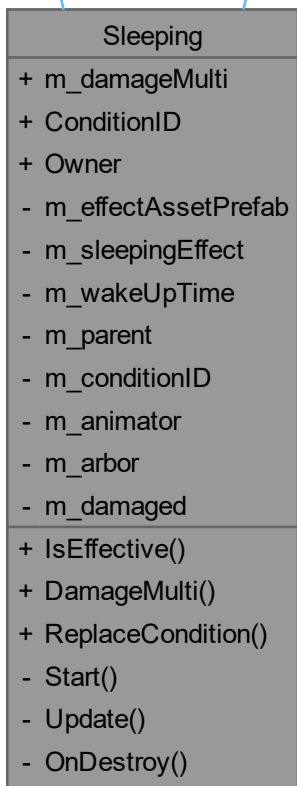 Sleeping
+ m_damageMulti
+ ConditionID
+ Owner
- m_effectAssetPrefab
- m_sleepingEffect
- m_wakeUpTime
- m_parent
- m_conditionID
- m_animator
- m_arbor
- m_damaged
+ IsEffective()
+ DamageMulti()
+ ReplaceCondition()
- Start()
- Update()
- OnDestroy()